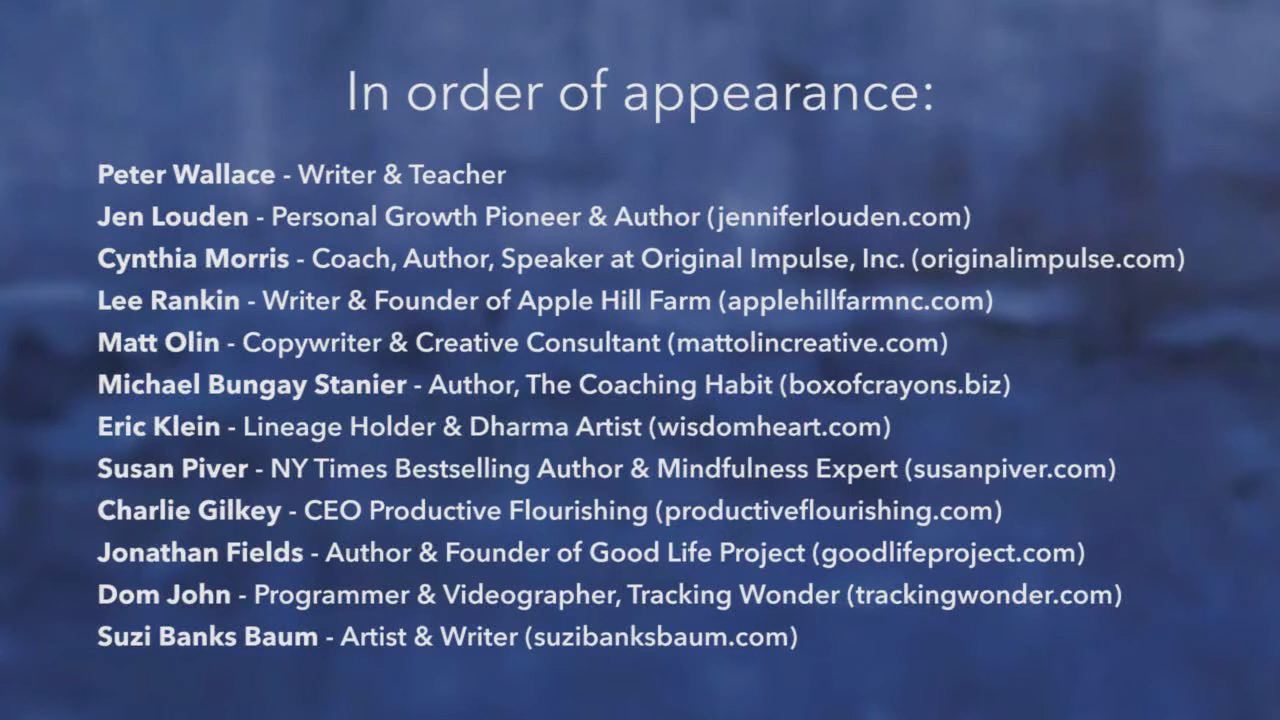 In order of appearance:
Peter Wallace - Writer & Teacher
Jen Louden - Personal Growth Pioneer & Author (jenniferlouden.com)
Cynthia Morris - Coach, Author, Speaker at Original Impulse, Inc. (originalimpulse.com)
Lee Rankin - Writer & Founder of Apple Hill Farm (applehillfarmnc.com)
Matt Olin - Copywriter & Creative Consultant (mattolincreative.com)
Michael Bungay Stanier - Author, The Coaching Habit (boxofcrayons.biz)
Eric Klein - Lineage Holder & Dharma Artist (wisdomheart.com)
Susan Piver - NY Times Bestselling Author & Mindfulness Expert (susanpiver.com)
Charlie Gilkey - CEO Productive Flourishing (productiveflourishing.com)
Jonathan Fields - Author & Founder of Good Life Project (goodlifeproject.com)
Dom John - Programmer & Videographer, Tracking Wonder (trackingwonder.com)
Suzi Banks Baum - Artist & Writer (suzibanksbaum.com)